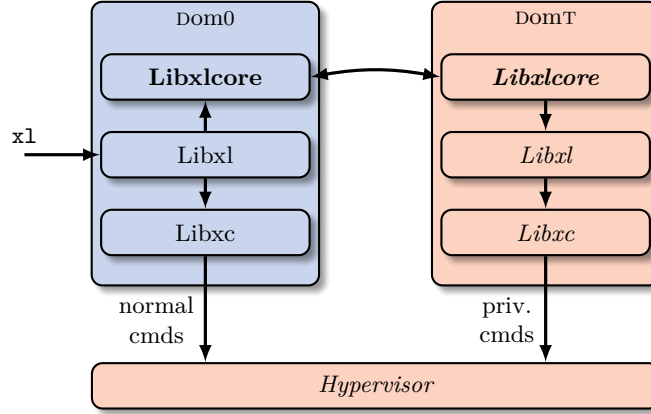 Dom0
Libxlcore
xl
Libxl
Libxc
normal
cmds
DomT
Libxlcore
Libxl
Libxc
priv.
cmds
Hypervisor